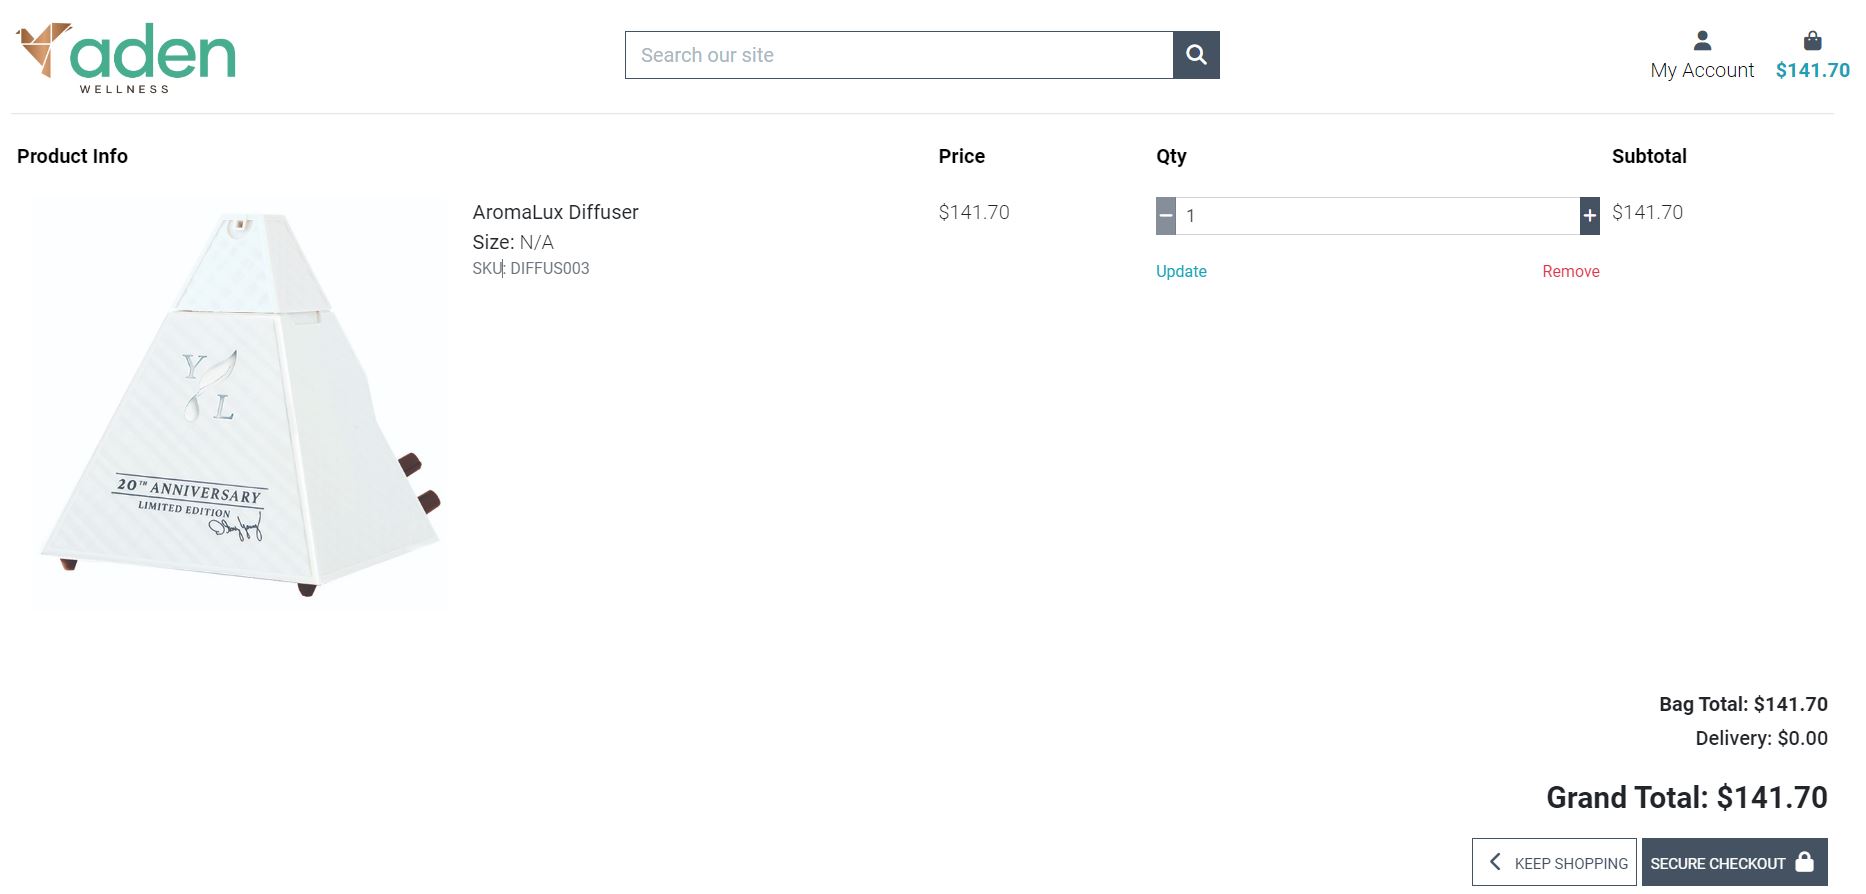 aden
WELLNESS
Search our site
My Account
$141.70
Product Info
Price
Qty
Subtotal
AromaLux Diffuser
Size: N/A
SKU: DIFFUS003
$141.70
1
$141.70
Update
Remove
Y
L
20TH ANNIVERSARY
LIMITED EDITION
Bag Total: $141.70
Delivery: $0.00
Grand Total: $141.70
KEEP SHOPPING
SECURE CHECKOUT